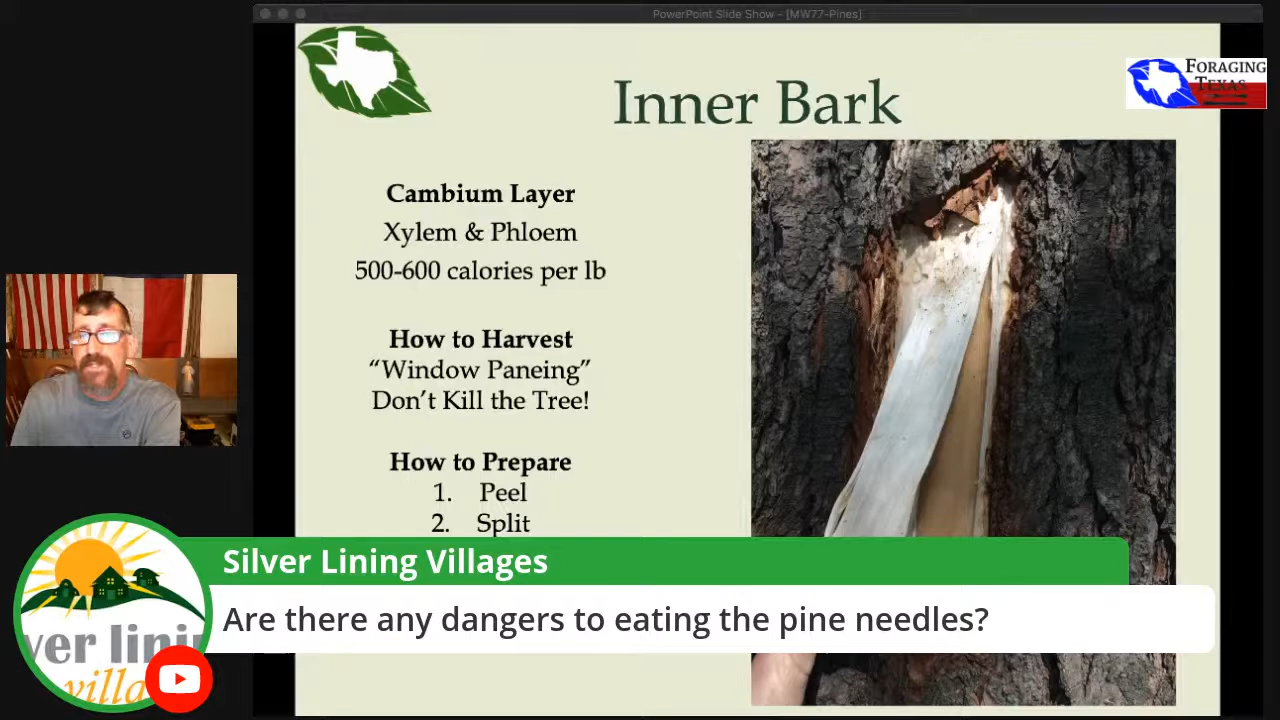 PowerPoint Slide Show - [MW77-Pines]
FORAGING
TEXAS
Inner Bark
Cambium Layer
Xylem & Phloem
500-600 calories per lb
How to Harvest
“Window Paneing”
Don’t Kill the Tree!
How to Prepare
1. Peel
2. Split
Silver Lining Villages
Are there any dangers to eating the pine needles?
ver linin
villa